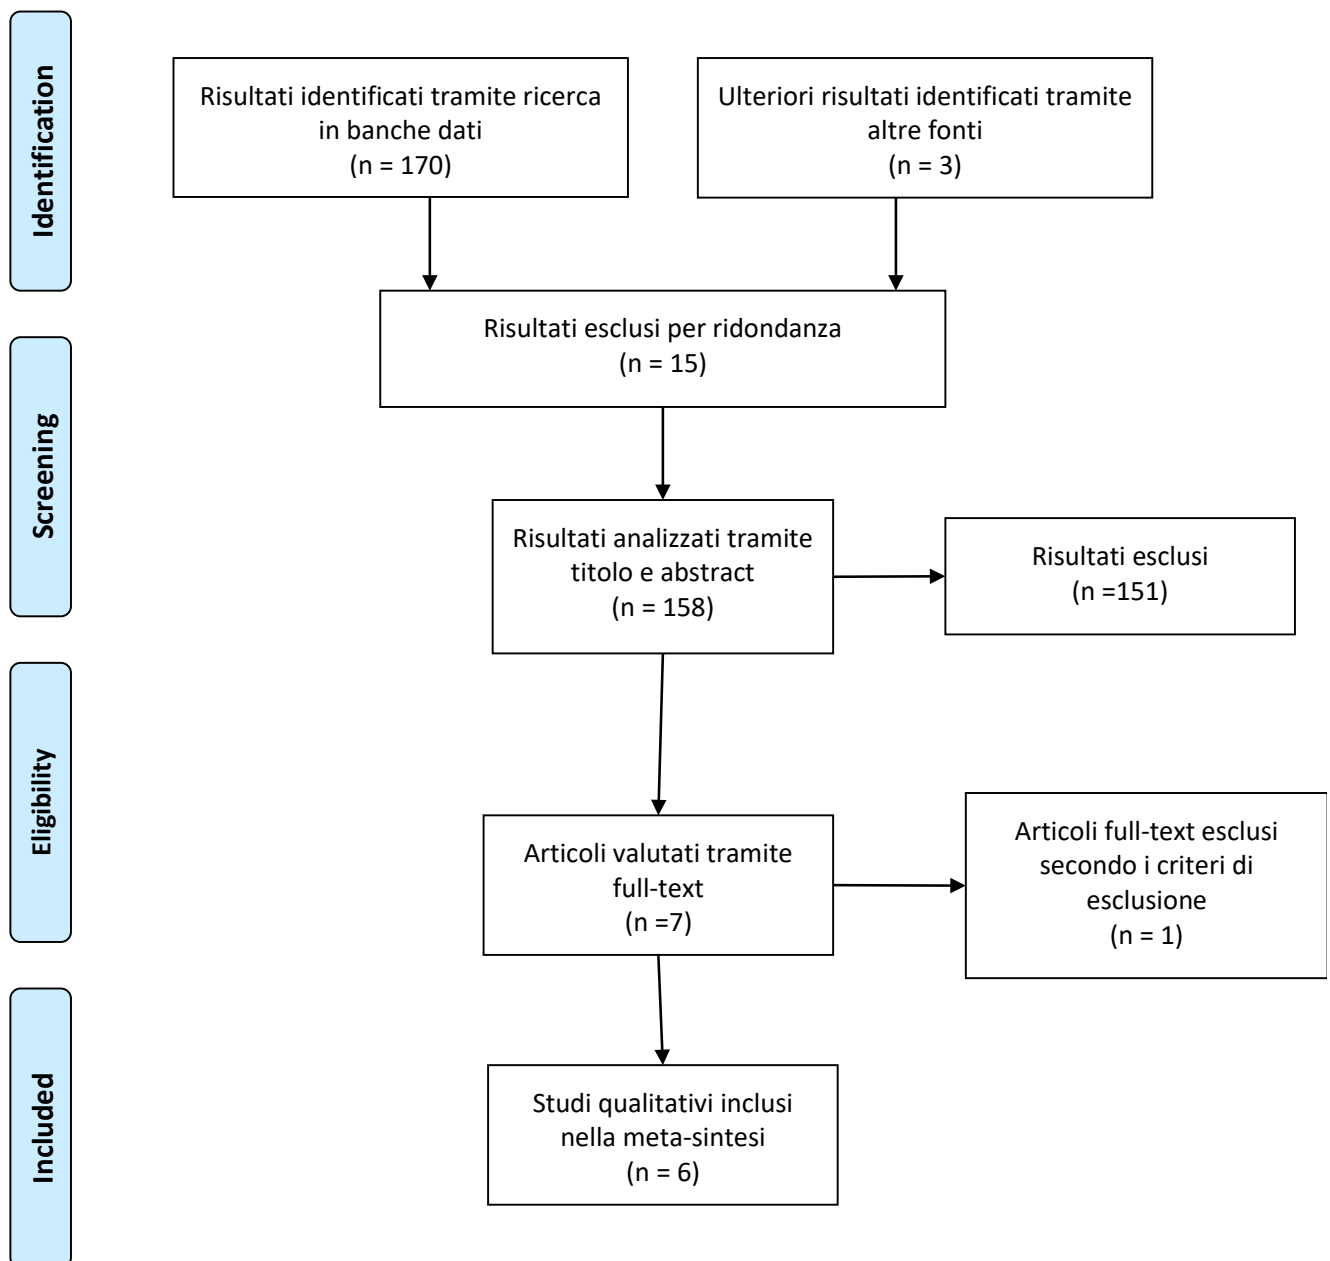 Identification
Risultati identificati tramite ricerca
in banche dati
(n = 170)
Ulteriori risultati identificati tramite
altre fonti
(n = 3)
Risultati esclusi per ridondanza
(n = 15)
Screening
Risultati analizzati tramite
titolo e abstract
(n = 158)
Risultati esclusi
(n =151)
Eligibility
Articoli valutati tramite
full-text
(n =7)
Articoli full-text esclusi
secondo i criteri di
esclusione
(n = 1)
Included
Studi qualitativi inclusi
nella meta-sintesi
(n = 6)